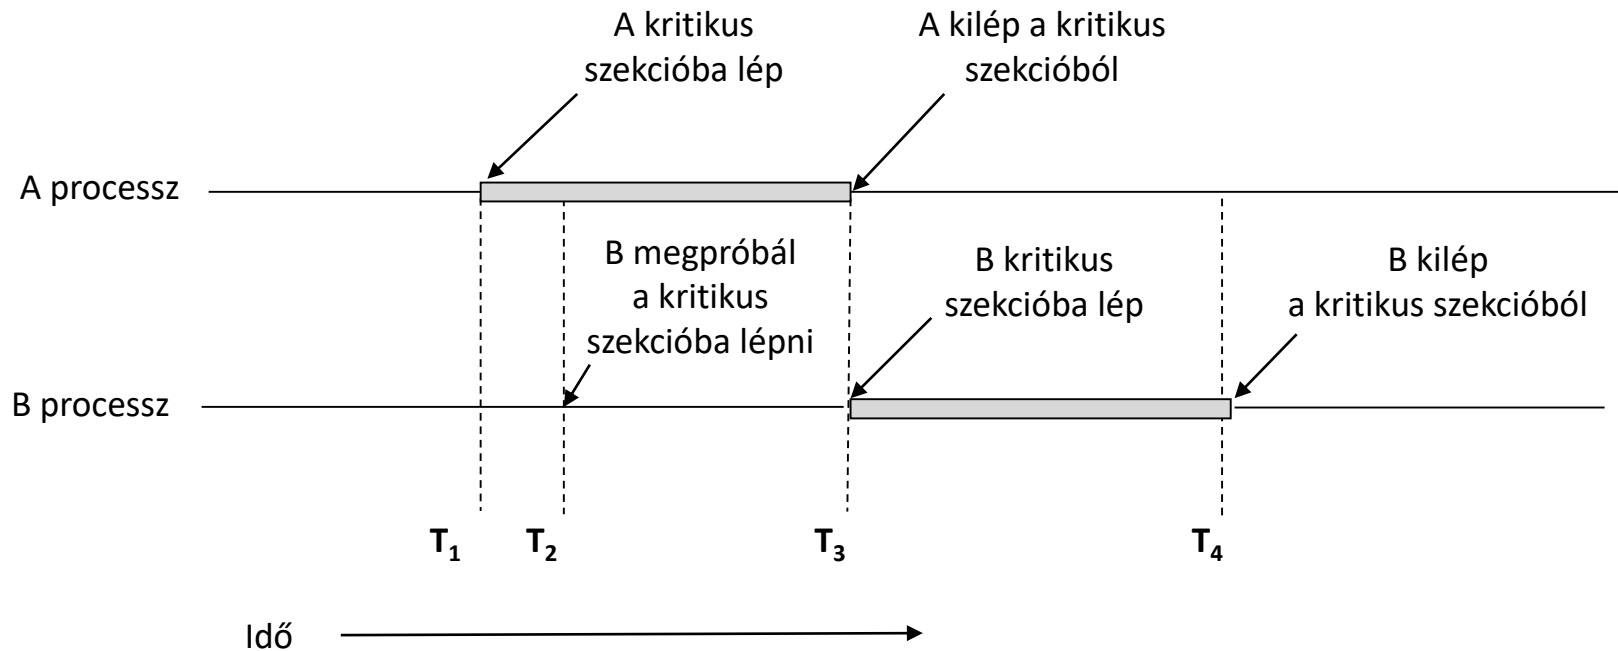 A kritikus
szekcióba lép
A kilép a kritikus
szekcióból
A processz
B megpróbál
a kritikus
szekcióba lépni
B kritikus
szekcióba lép
B kilép
a kritikus szekcióból
B processz
T₁
T₂
T₃
T₄
Idő